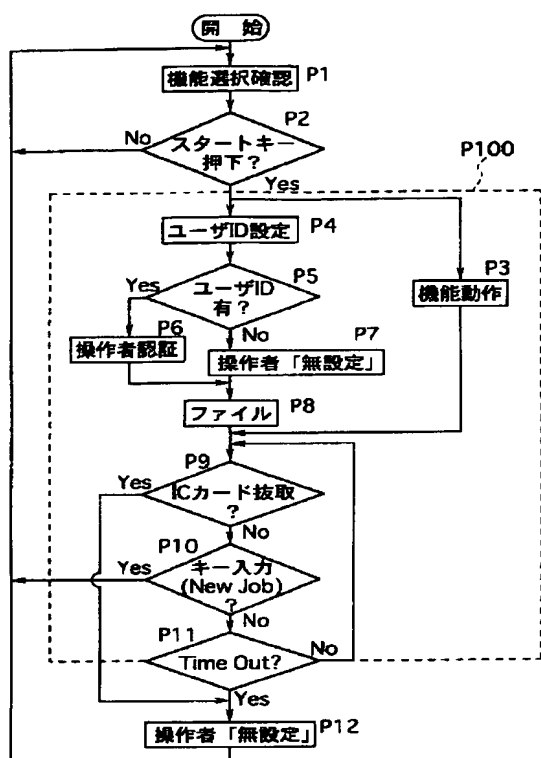 開 始
機能選択確認 P1
P2
No
スタートキー
押下?
Yes
P100
ユーザID設定 P4
P3
機能動作
P5
Yes
ユーザID
有?
No
P6
操作者認証
P7
操作者「無設定」
ファイル P8
P9
Yes
ICカード抜取
?
No
P10
Yes
キー入力
(New Job)
?
No
P11
Time Out?
No
Yes
操作者「無設定」 P12